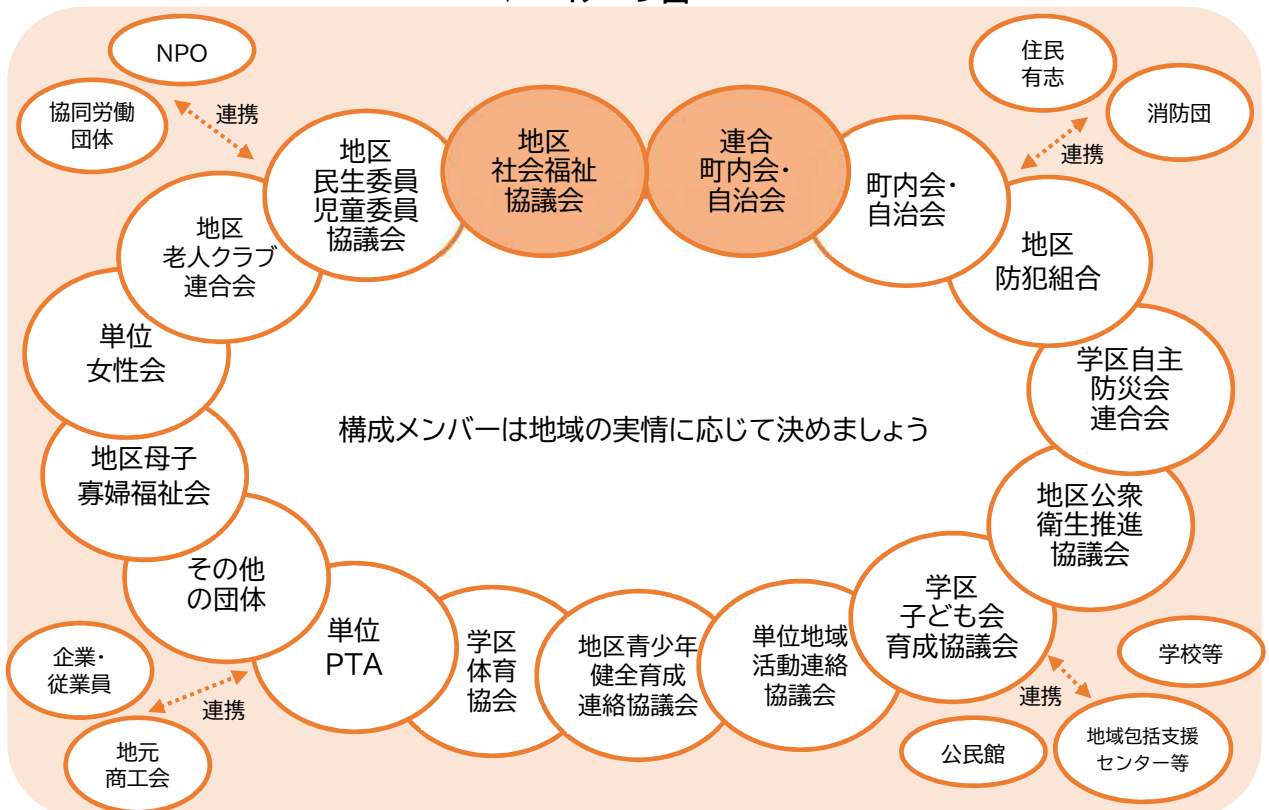 NPO
協同労働
団体
連携
地区
民生委員
児童委員
協議会
地区
社会福祉
協議会
連合
町内会・
自治会
町内会・
自治会
住民
有志
消防団
連携
地区
防犯組合
地区
老人クラブ
連合会
単位
女性会
学区自主
防災会
連合会
構成メンバーは地域の実情に応じて決めましょう
地区母子
寡婦福祉会
地区公衆
衛生推進
協議会
その他
の団体
単位
PTA
学区
体育
協会
地区青少年
健全育成
連絡協議会
単位地域
活動連絡
協議会
学区
子ども会
育成協議会
企業・
従業員
連携
地元
商工会
学校等
連携
公民館
地域包括支援
センター等